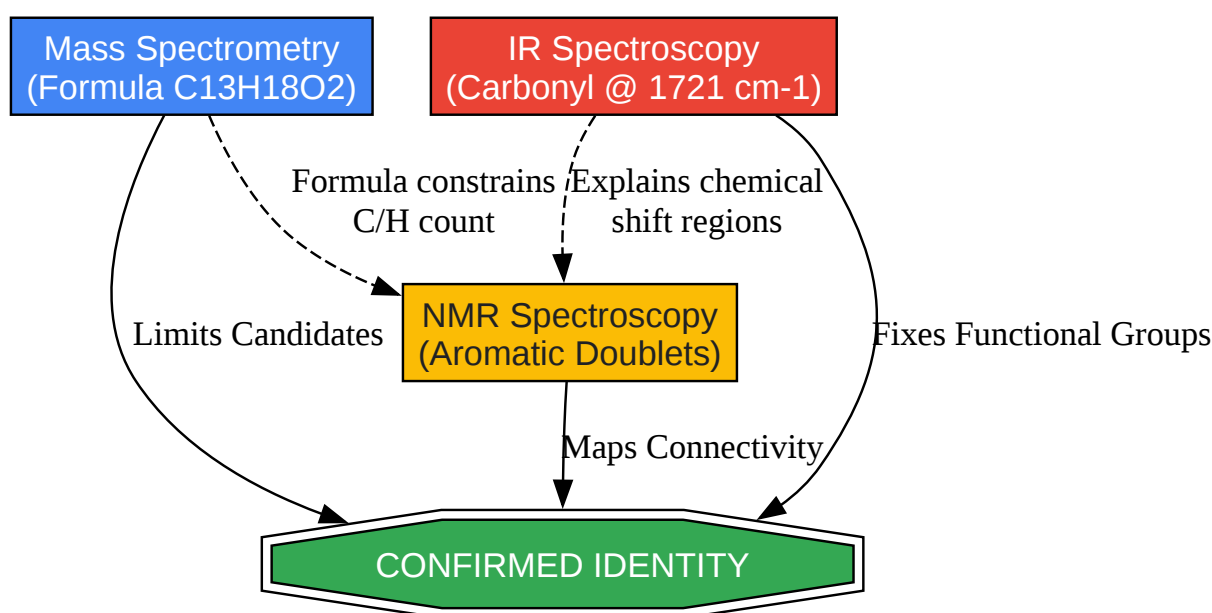 Mass Spectrometry
(Formula C13H18O2)
IR Spectroscopy
(Carbonyl @ 1721 cm-1)
Formula constrains
C/H count
Explains chemical
shift regions
NMR Spectroscopy
(Aromatic Doublets)
Limits Candidates
Fixes Functional Groups
Maps Connectivity
CONFIRMED IDENTITY